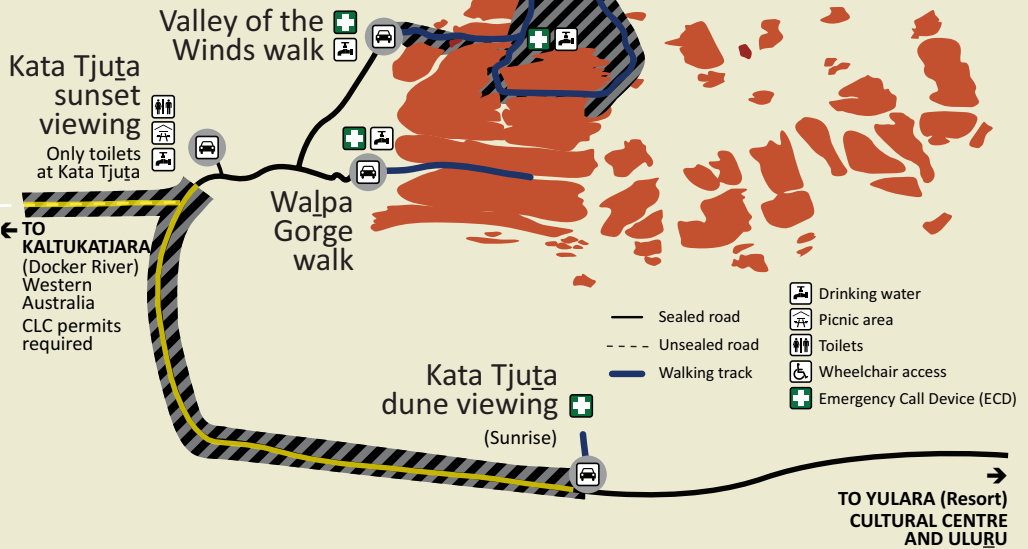 Valley of the
Winds walk
Kata Tjuṯa
sunset
viewing
Only toilets
at Kata Tjuṯa
Waḻpa
Gorge
walk
TO
KALTUKATJARA
(Docker River)
Western
Australia
CLC permits
required
Sealed road
Unsealed road
Walking track
Drinking water
Picnic area
Toilets
Wheelchair access
Emergency Call Device (ECD)
Kata Tjuṯa
dune viewing
(Sunrise)
TO YULARA (Resort)
CULTURAL CENTRE
AND ULUṞU